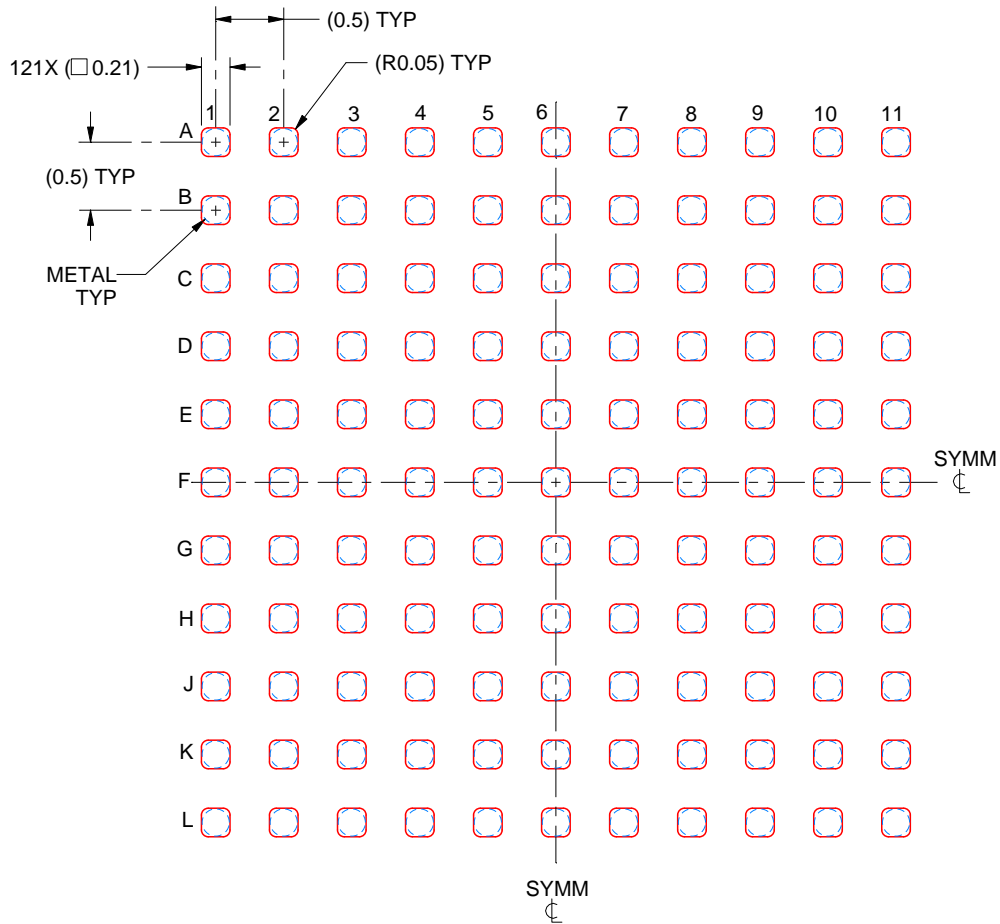 (0.5) TYP
121X (□ 0.21)
(R0.05) TYP
1 2 3 4 5 6 7 8 9 10 11
A
(0.5) TYP
B
METAL
TYP
C
D
E
F
SYMM
℄
G
H
J
K
L
SYMM
℄